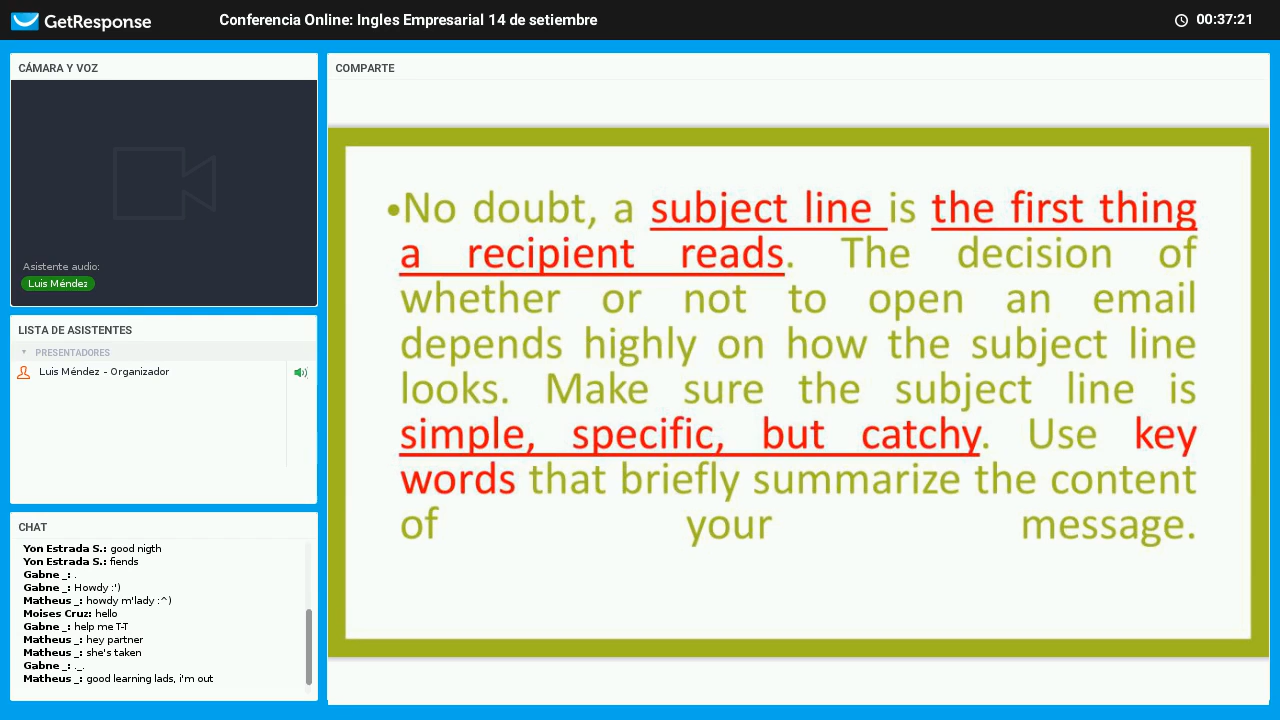 GetResponse
Conferencia Online: Ingles Empresarial 14 de setiembre
00:37:21
CÁMARA Y VOZ
Asistente audio:
Luis Méndez
LISTA DE ASISTENTES
PRESENTADORES
Luis Méndez - Organizador
CHAT
Yon Estrada S.: good nigth
Yon Estrada S.: fiends
Gabne _: .
Gabne _: Howdy :')
Matheus _: howdy m'lady :^)
Moises Cruz: hello
Gabne _: help me T-T
Matheus _: hey partner
Matheus _: she's taken
Gabne _: ._.
Matheus _: good learning lads, i'm out
COMPARTE
•No doubt, a subject line is the first thing
a recipient reads. The decision of
whether or not to open an email
depends highly on how the subject line
looks. Make sure the subject line is
simple, specific, but catchy. Use key
words that briefly summarize the content
of your message.